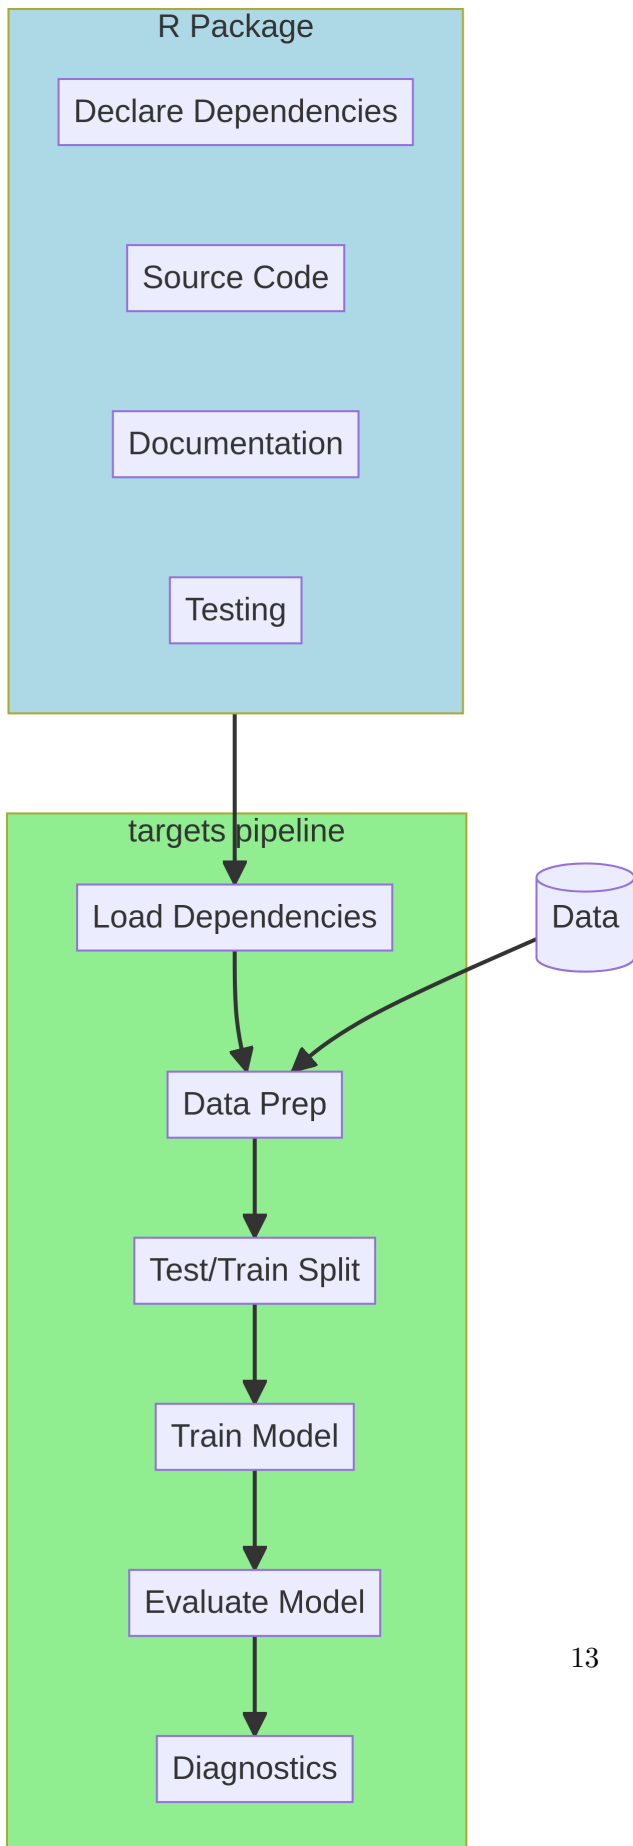 R Package
Declare Dependencies
Source Code
Documentation
Testing
targets pipeline
Load Dependencies
Data
Data Prep
Test/Train Split
Train Model
Evaluate Model
13
Diagnostics